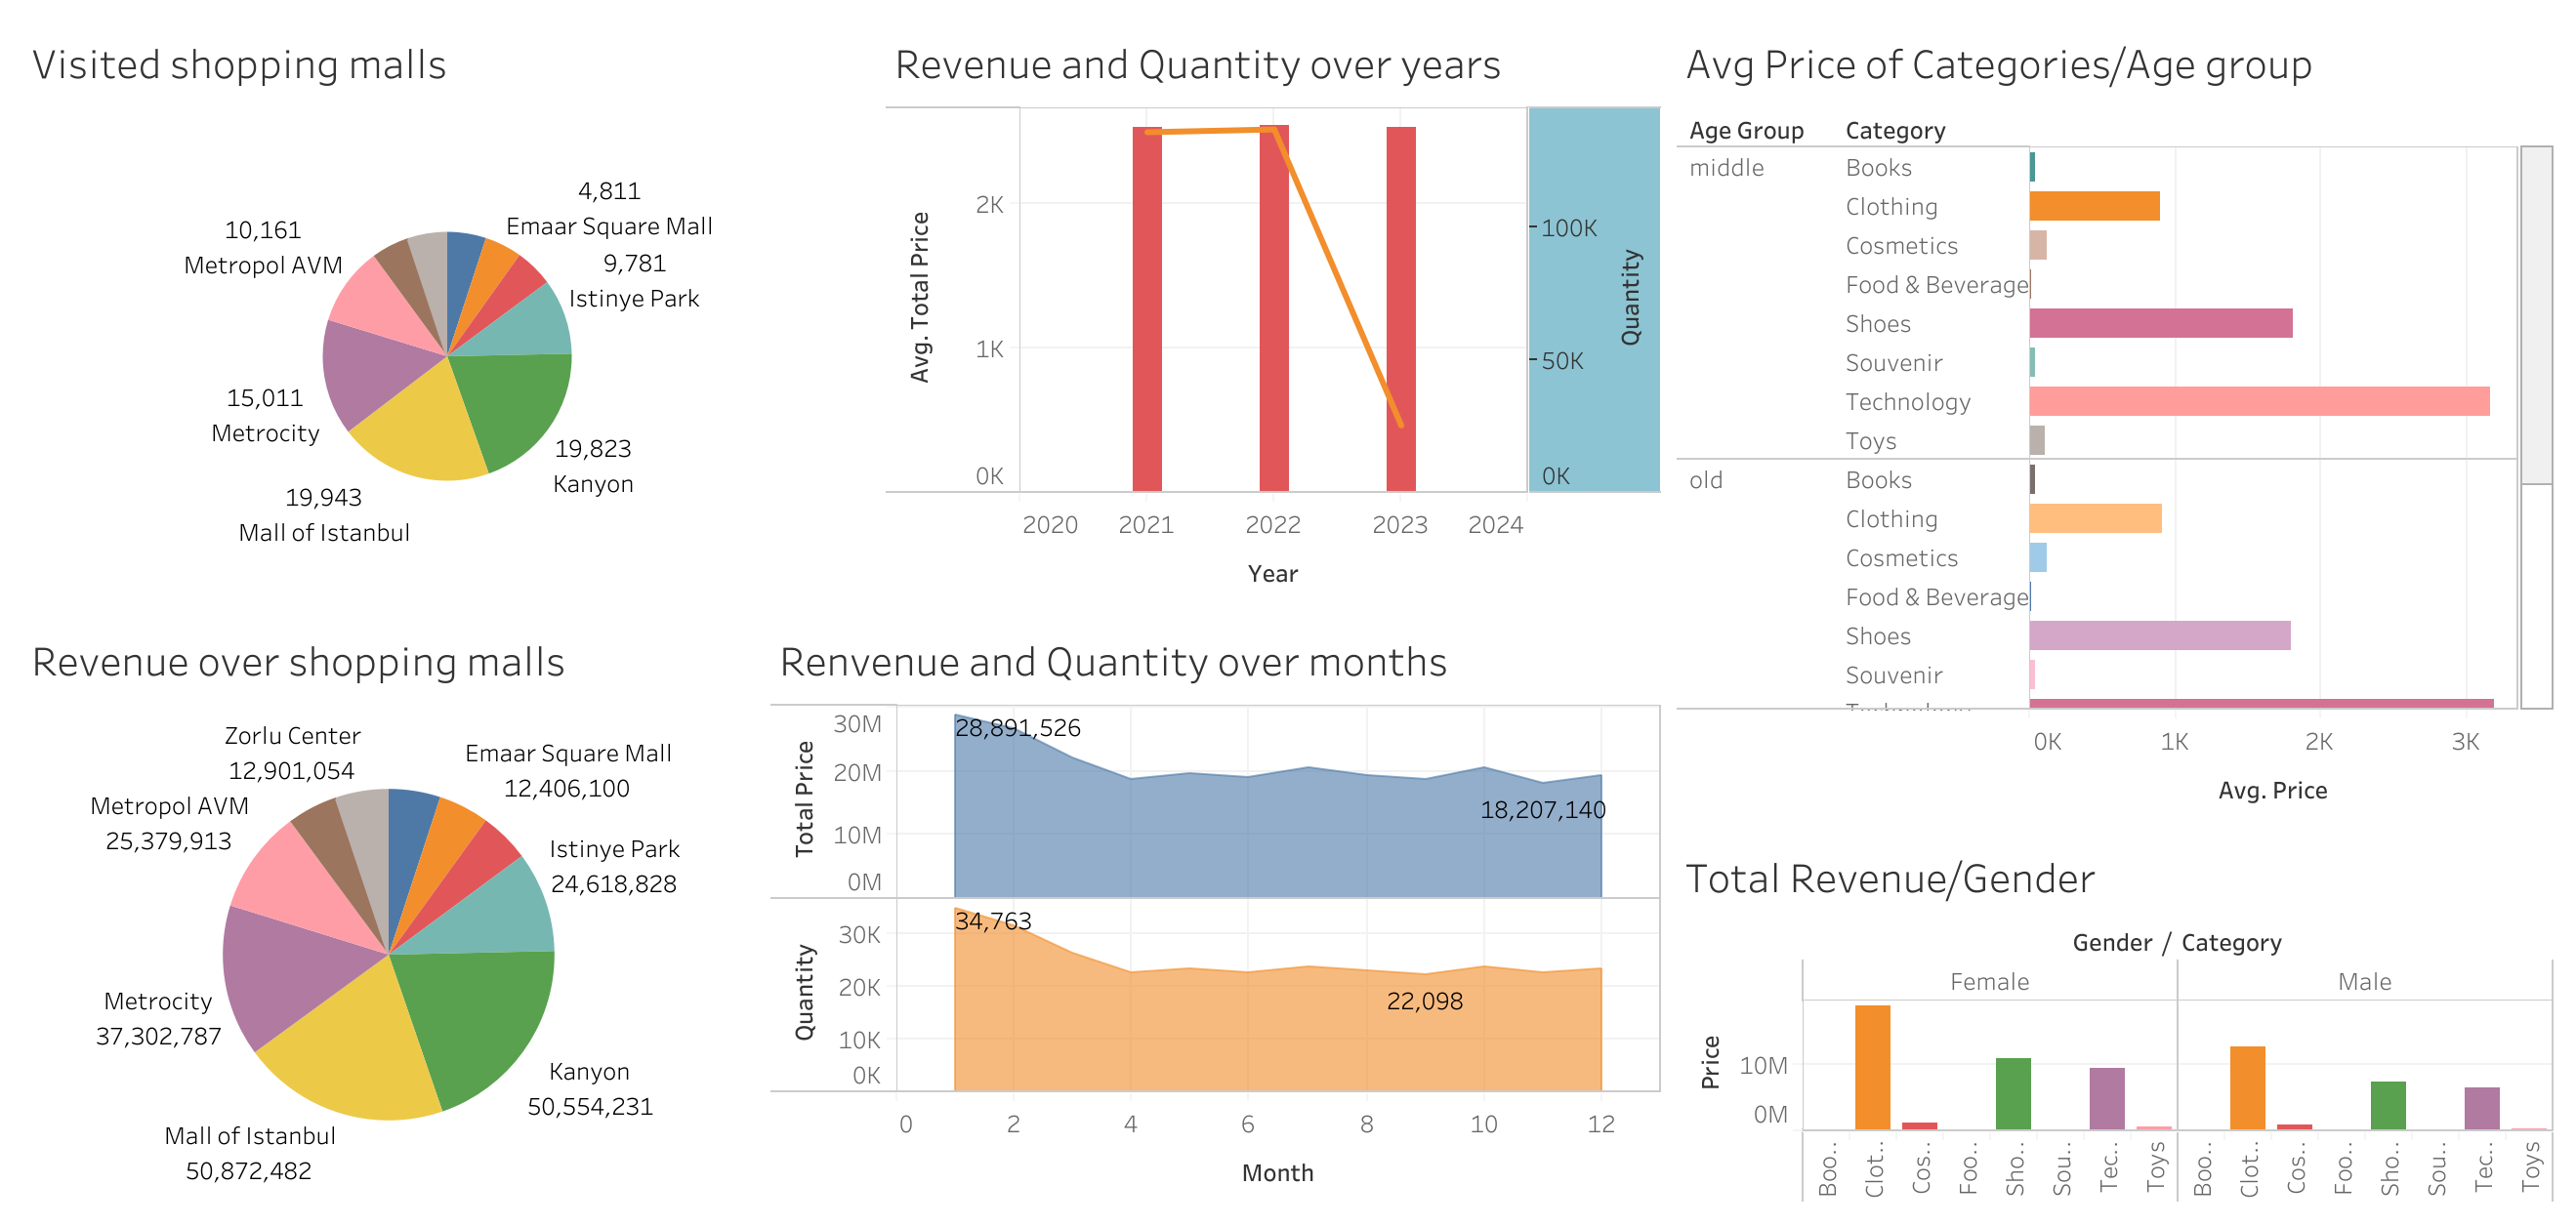 Visited shopping malls
4,811
Emaar Square Mall
9,781
Istinye Park
10,161
Metropol AVM
15,011
Metrocity
19,823
Kanyon
19,943
Mall of Istanbul
Revenue and Quantity over years
Avg. Total Price
2K
1K
0K
100K
50K
0K
Quantity
2020 2021 2022 2023 2024
Year
Avg Price of Categories/Age group
Age Group Category
middle Books
Clothing
Cosmetics
Food & Beverage
Shoes
Souvenir
Technology
Toys
old Books
Clothing
Cosmetics
Food & Beverage
Shoes
Souvenir
0K 1K 2K 3K
Avg. Price
Revenue over shopping malls
Zorlu Center
12,901,054
Emaar Square Mall
12,406,100
Metropol AVM
25,379,913
Istinye Park
24,618,828
Metrocity
37,302,787
Kanyon
50,554,231
Mall of Istanbul
50,872,482
Renvenue and Quantity over months
Total Price
30M
20M
10M
0M
28,891,526
18,207,140
Quantity
30K
20K
10K
0K
34,763
22,098
0 2 4 6 8 10 12
Month
Total Revenue/Gender
Gender / Category
Female Male
Price
10M
0M
Boo.. Clot.. Cos.. Foo.. Sho.. Sou.. Tec.. Toys Boo.. Clot.. Cos.. Foo.. Sho.. Sou.. Tec.. Toys